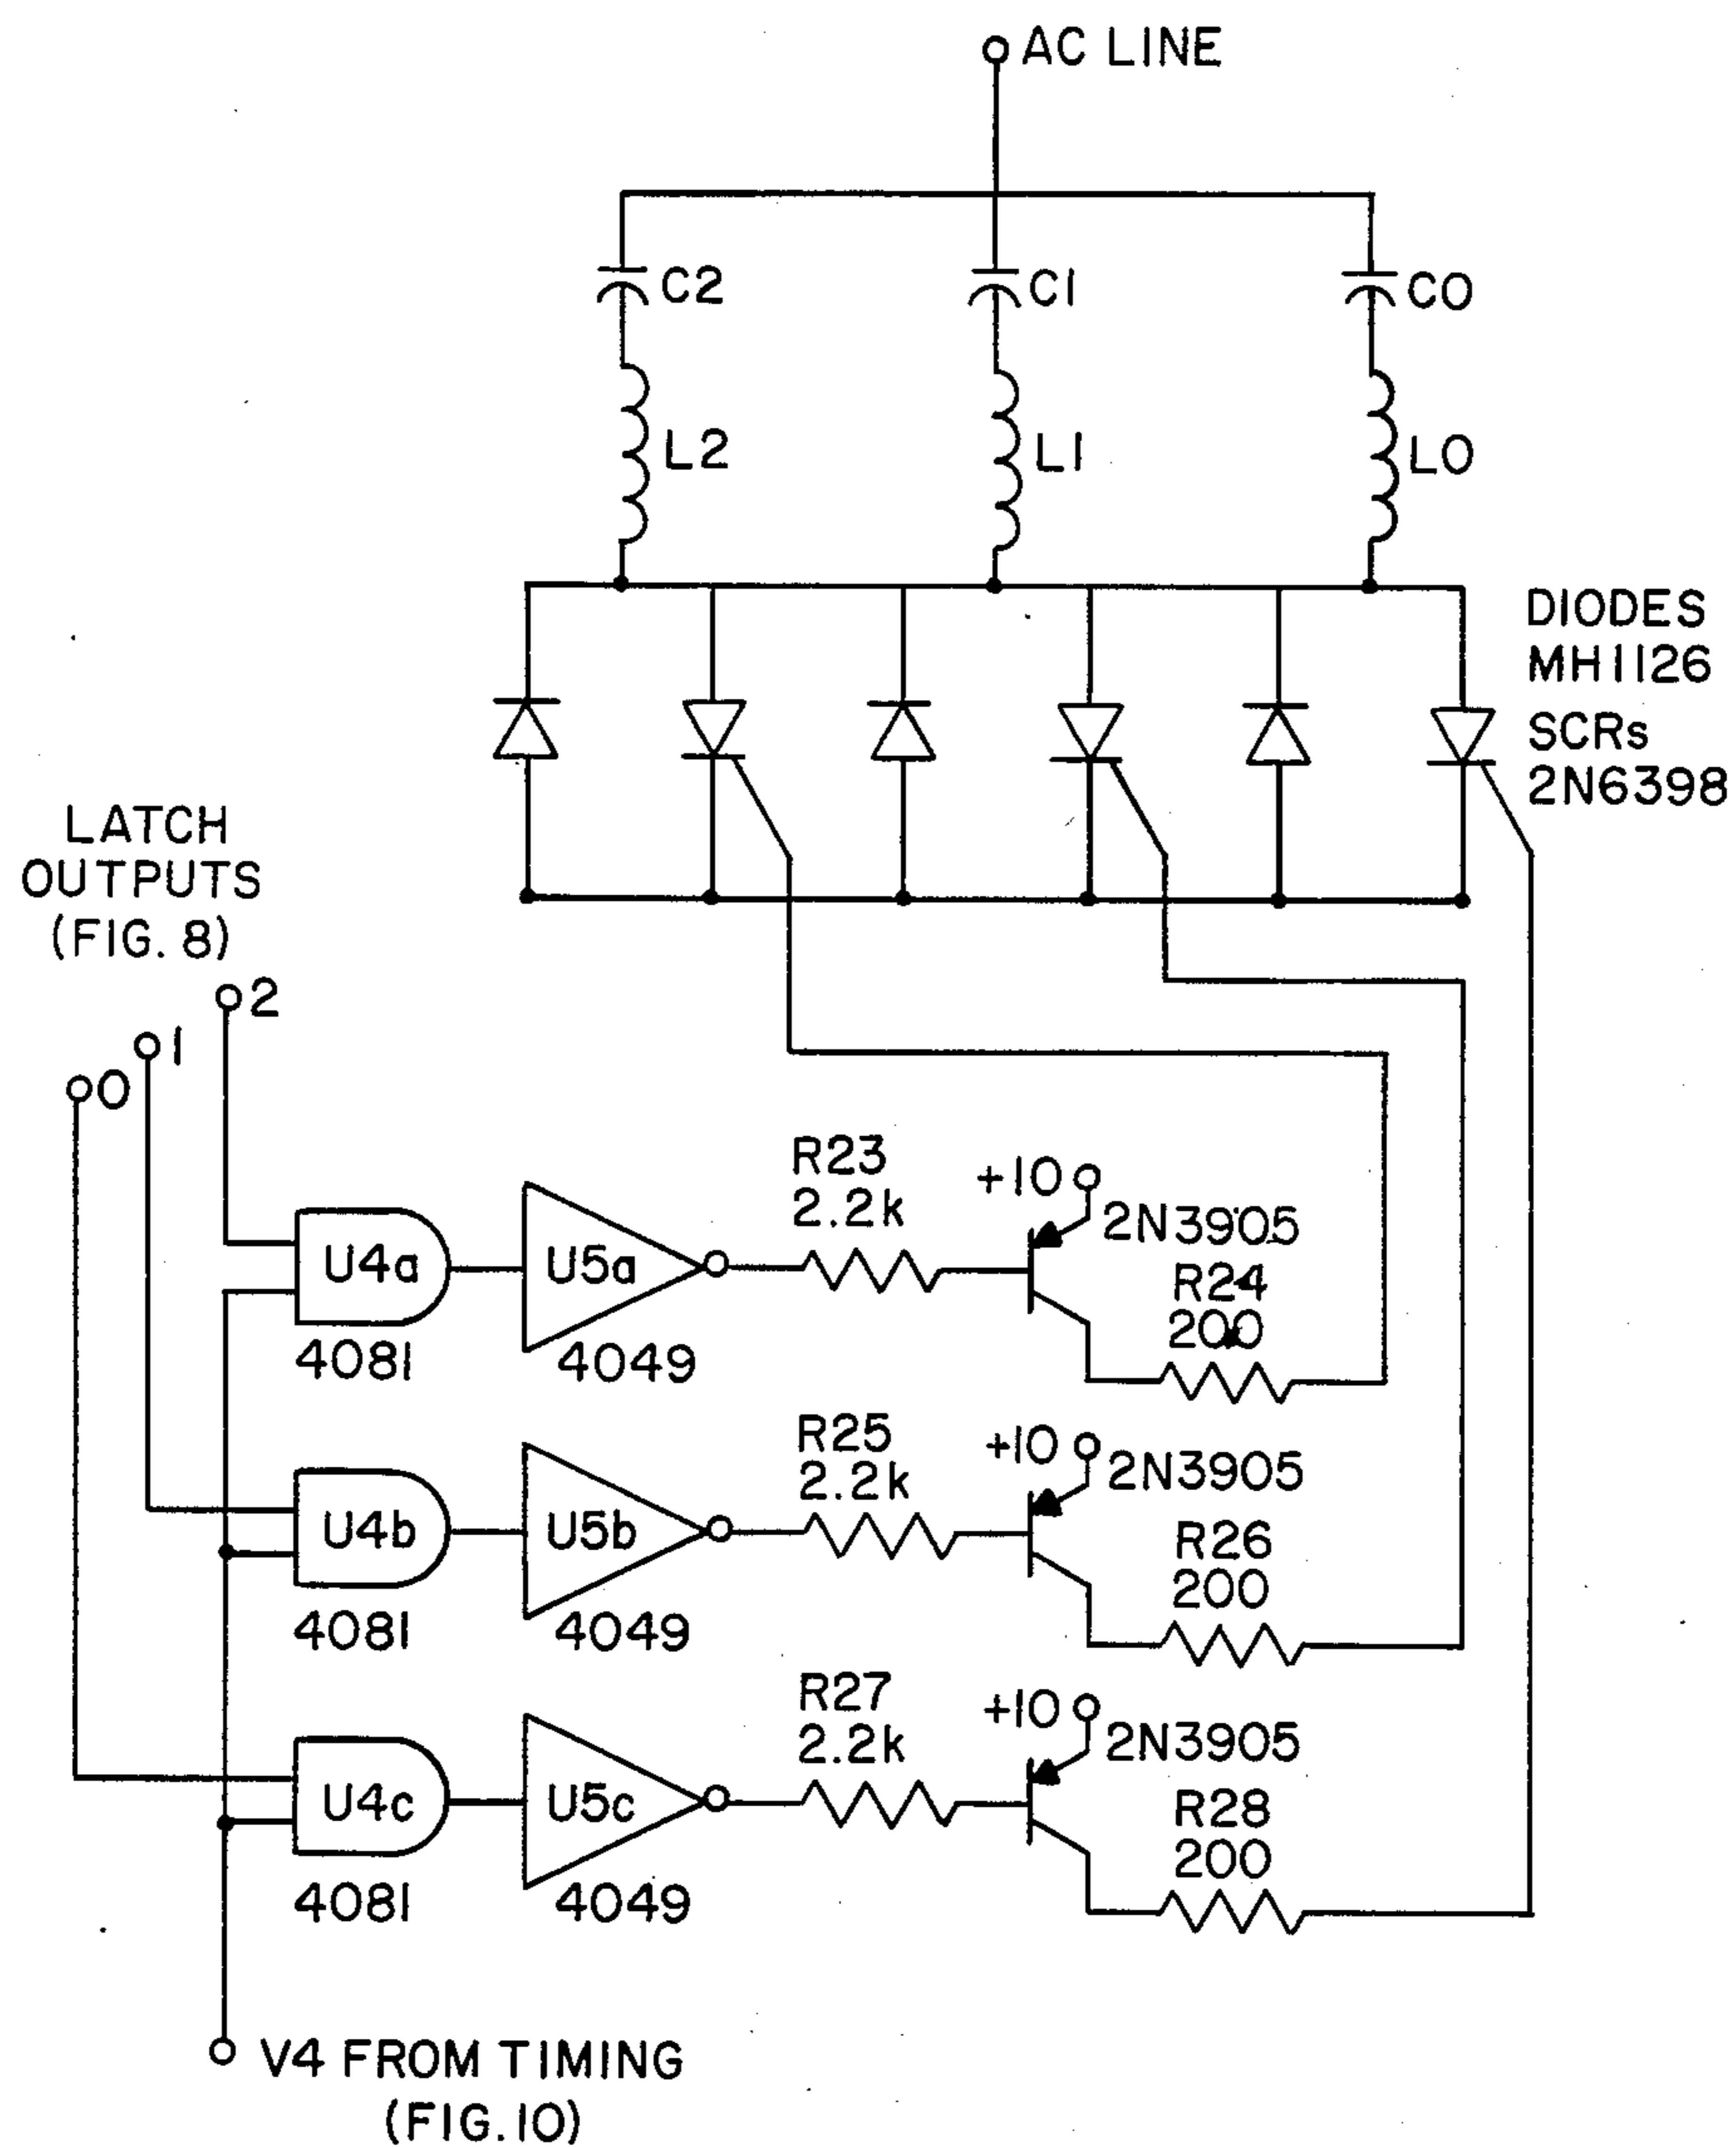 AC LINE
C2
C1
C0
L2
L1
L0
DIODES
MH1126
SCRs
2N6398
LATCH
OUTPUTS
(FIG. 8)
2
1
0
R23
2.2k
+10
2N3905
U4a
U5a
R24
200
4081
4049
R25
2.2k
+10
2N3905
U4b
U5b
R26
200
4081
4049
R27
2.2k
+10
2N3905
U4c
U5c
R28
200
4081
4049
V4 FROM TIMING
(FIG. 10)